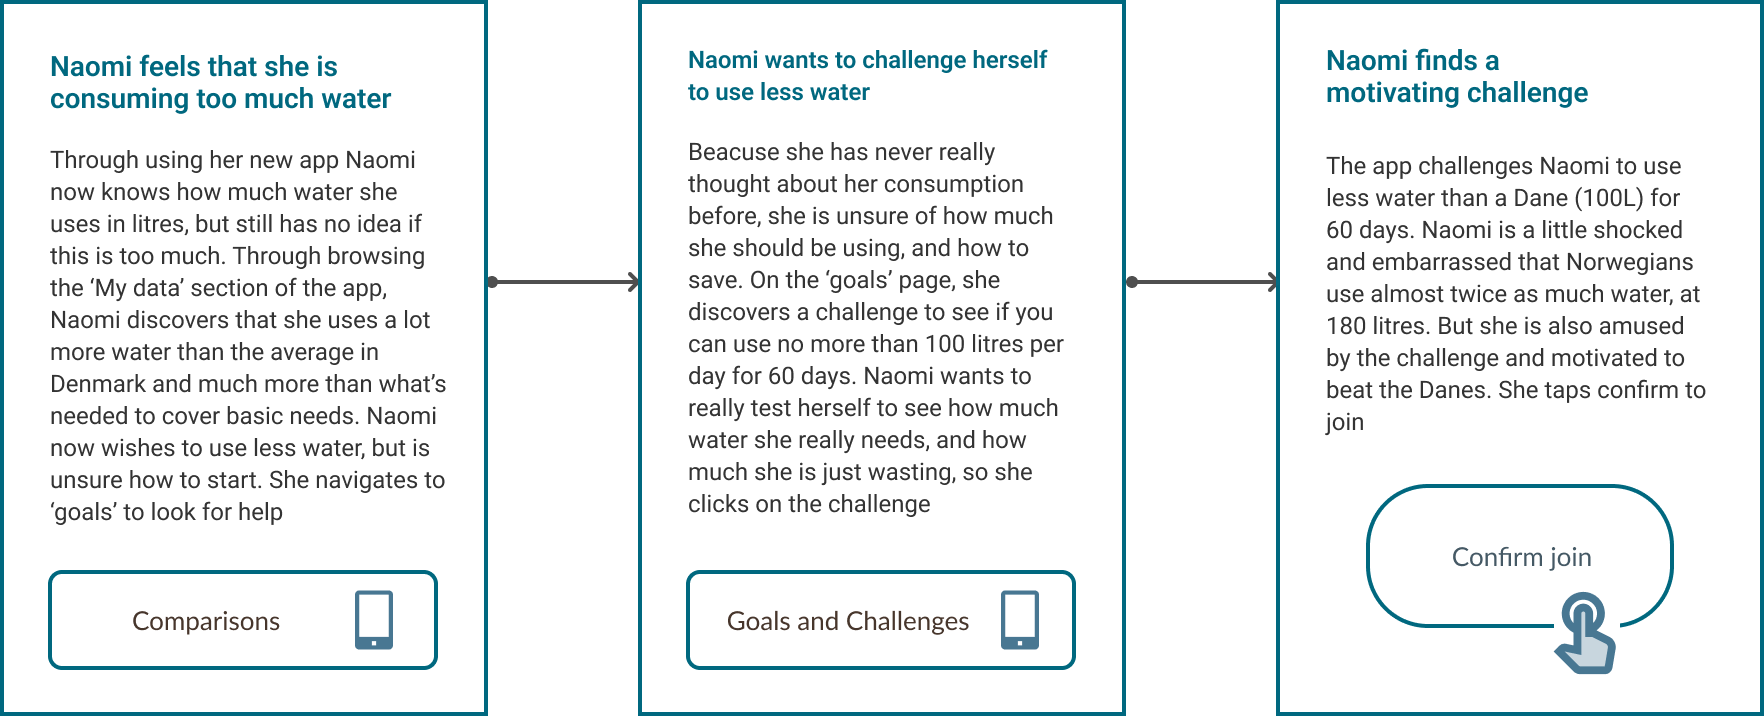 Naomi feels that she is
consuming too much water
Through using her new app Naomi
now knows how much water she
uses in litres, but still has no idea if
this is too much. Through browsing
the ‘My data’ section of the app,
Naomi discovers that she uses a lot
more water than the average in
Denmark and much more than what’s
needed to cover basic needs. Naomi
now wishes to use less water, but is
unsure how to start. She navigates to
‘goals’ to look for help
Comparisons
Naomi wants to challenge herself
to use less water
Beacuse she has never really
thought about her consumption
before, she is unsure of how much
she should be using, and how to
save. On the ‘goals’ page, she
discovers a challenge to see if you
can use no more than 100 litres per
day for 60 days. Naomi wants to
really test herself to see how much
water she really needs, and how
much she is just wasting, so she
clicks on the challenge
Goals and Challenges
Naomi finds a
motivating challenge
The app challenges Naomi to use
less water than a Dane (100L) for
60 days. Naomi is a little shocked
and embarrassed that Norwegians
use almost twice as much water, at
180 litres. But she is also amused
by the challenge and motivated to
beat the Danes. She taps confirm to
join
Confirm join